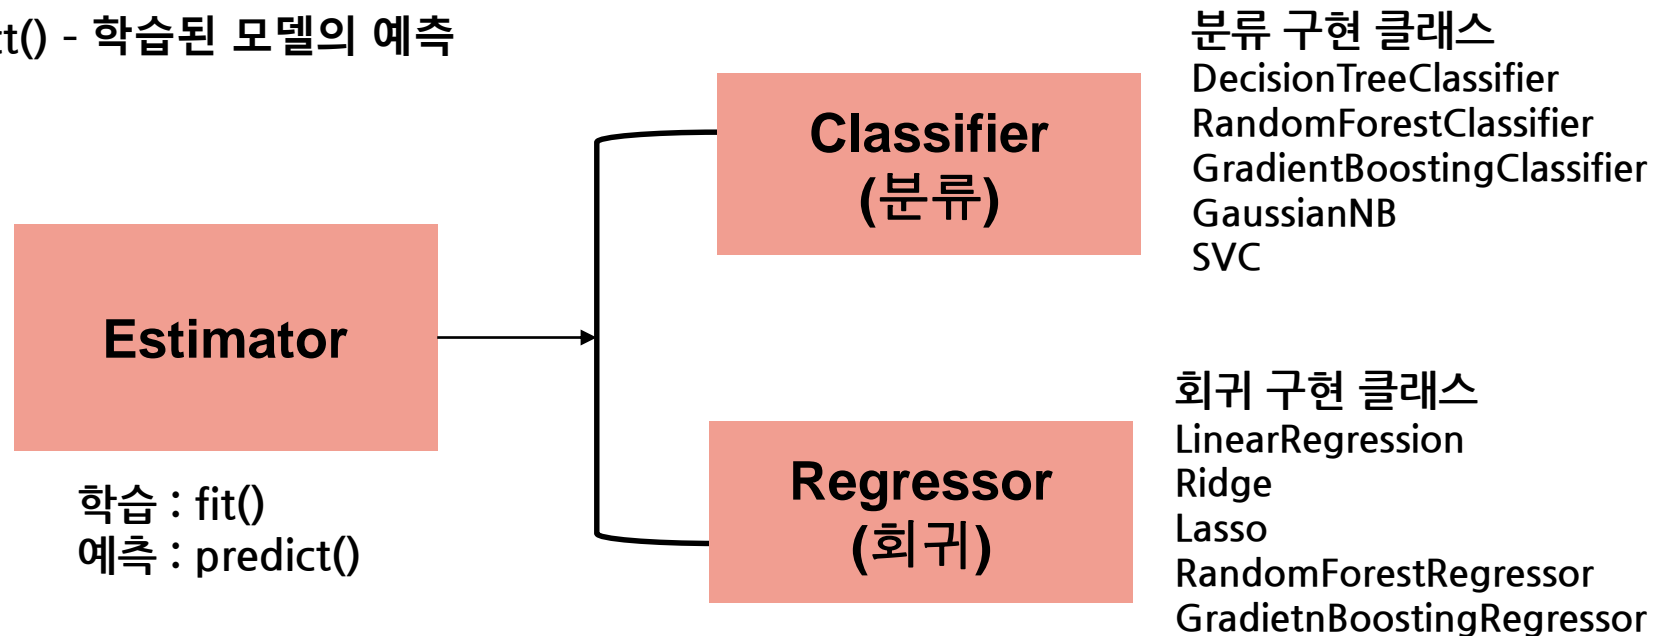 t() - 학습된 모델의 예측
분류 구현 클래스
DecisionTreeClassifier
RandomForestClassifier
GradientBoostingClassifier
GaussianNB
SVC
Classifier
(분류)
Estimator
학습 : fit()
예측 : predict()
Regressor
(회귀)
회귀 구현 클래스
LinearRegression
Ridge
Lasso
RandomForestRegressor
GradietnBoostingRegressor